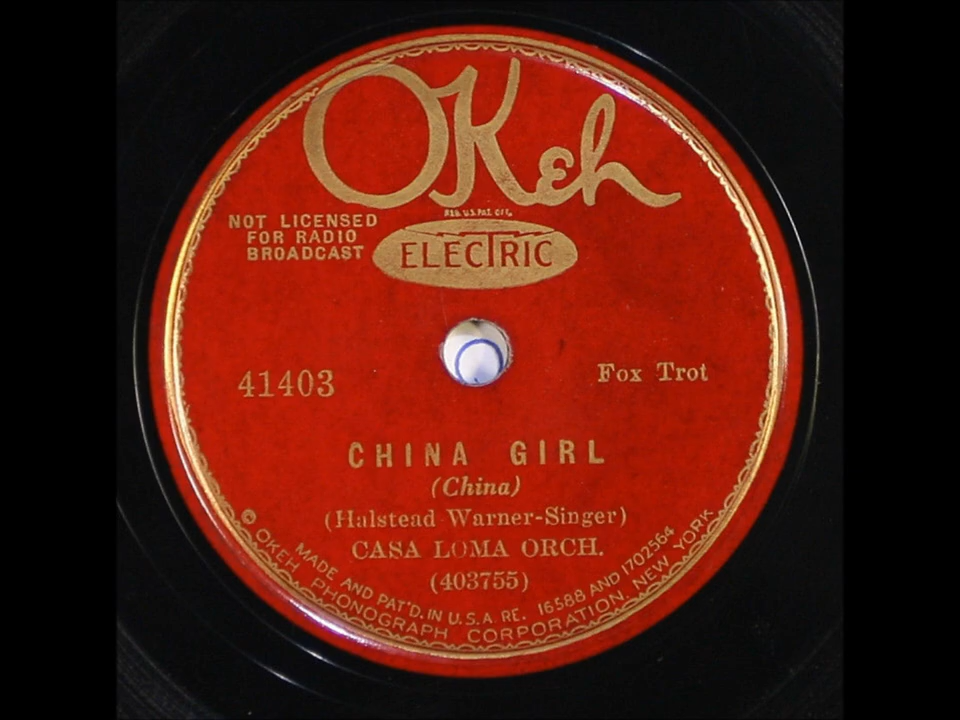 OKeh
REG. U.S. PAT. OFF.
NOT LICENSED
FOR RADIO
BROADCAST
ELECTRIC
41403
Fox Trot
CHINA GIRL
(China)
(Halstead Warner-Singer)
CASA LOMA ORCH.
(403755)
MADE AND PAT'D. IN U.S.A. RE. 16588 AND 1702564
© OKEH PHONOGRAPH CORPORATION. NEW YORK